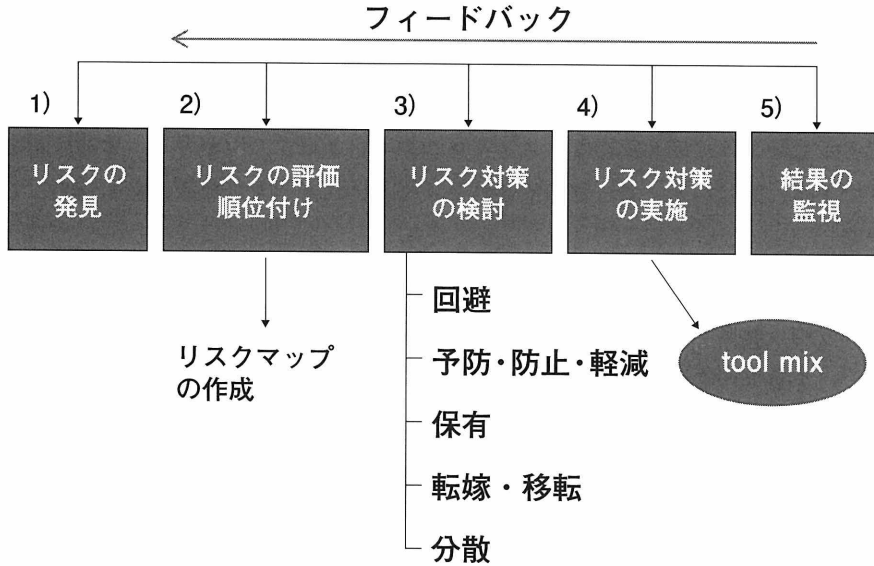 フィードバック
1)
リスクの
発見
2)
リスクの評価
順位付け
3)
リスク対策
の検討
4)
リスク対策
の実施
5)
結果の
監視
リスクマップ
の作成
回避
予防・防止・軽減
保有
転嫁・移転
分散
tool mix